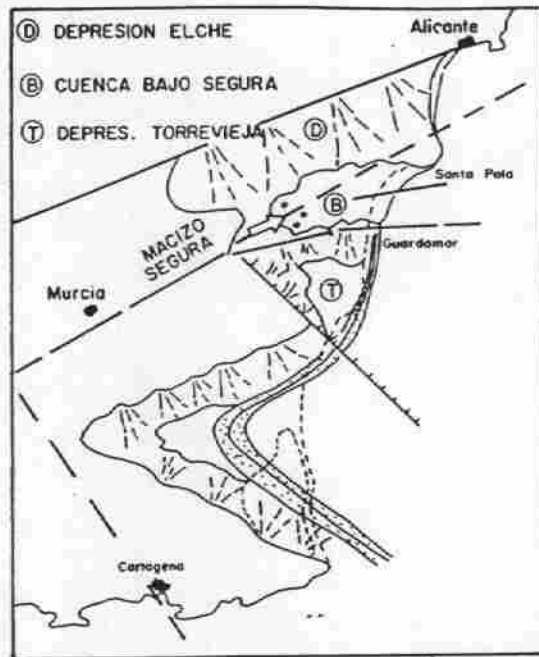 Ⓓ DEPRESION ELCHE
Alicante
Ⓑ CUENCA BAJO SEGURA
Ⓣ DEPRES. TORREVIEJA
D
Santa Pola
B
MACIZO
SEGURA
Guardamar
T
Murcia
Cartagena